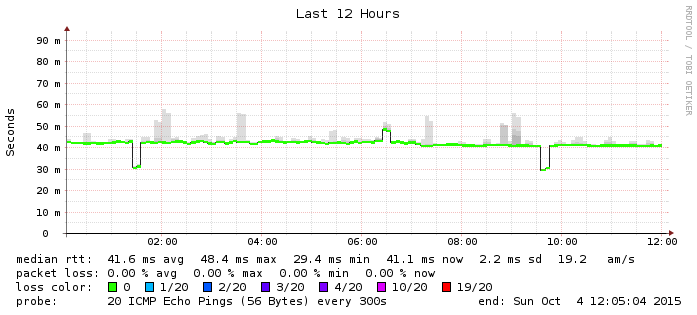 Last 12 Hours
RRDTOOL / TOBI OETIKER
Seconds
90 m
80 m
70 m
60 m
50 m
40 m
30 m
20 m
10 m
0
02:00 04:00 06:00 08:00 10:00 12:00
median rtt: 41.6 ms avg 48.4 ms max 29.4 ms min 41.1 ms now 2.2 ms sd 19.2 am/s
packet loss: 0.00 % avg 0.00 % max 0.00 % min 0.00 % now
loss color: 0 1/20 2/20 3/20 4/20 10/20 19/20
probe: 20 ICMP Echo Pings (56 Bytes) every 300s end: Sun Oct 4 12:05:04 2015